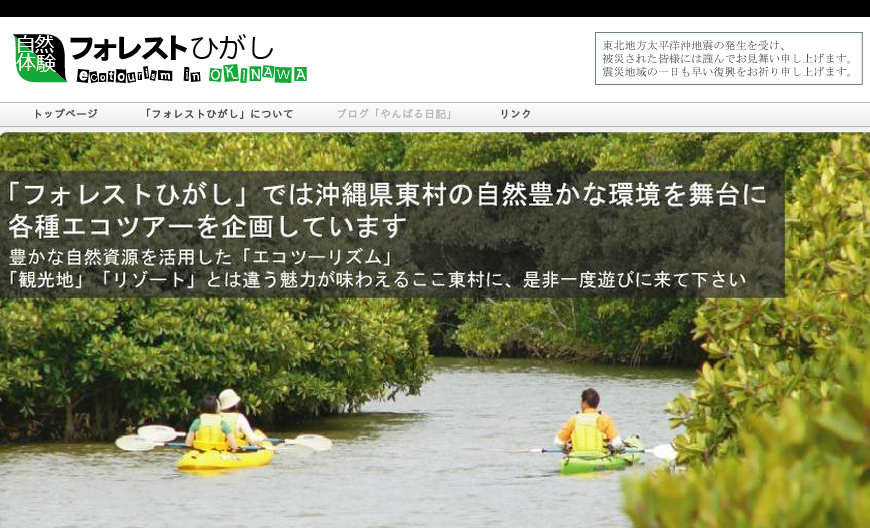 自然
体験
フォレストひがし
ecotourism in OKINAWA
東北地方太平洋沖地震の発生を受け、
被災された皆様には謹んでお見舞い申し上げます。
震災地域の一日も早い復興をお祈り申し上げます。
トップページ
「フォレストひがし」について
ブログ「やんばる日記」
リンク
「フォレストひがし」では沖縄県東村の自然豊かな環境を舞台に
各種エコツアーを企画しています
豊かな自然資源を活用した「エコツーリズム」
「観光地」「リゾート」とは違う魅力が味わえるここ東村に、是非一度遊びに来て下さい